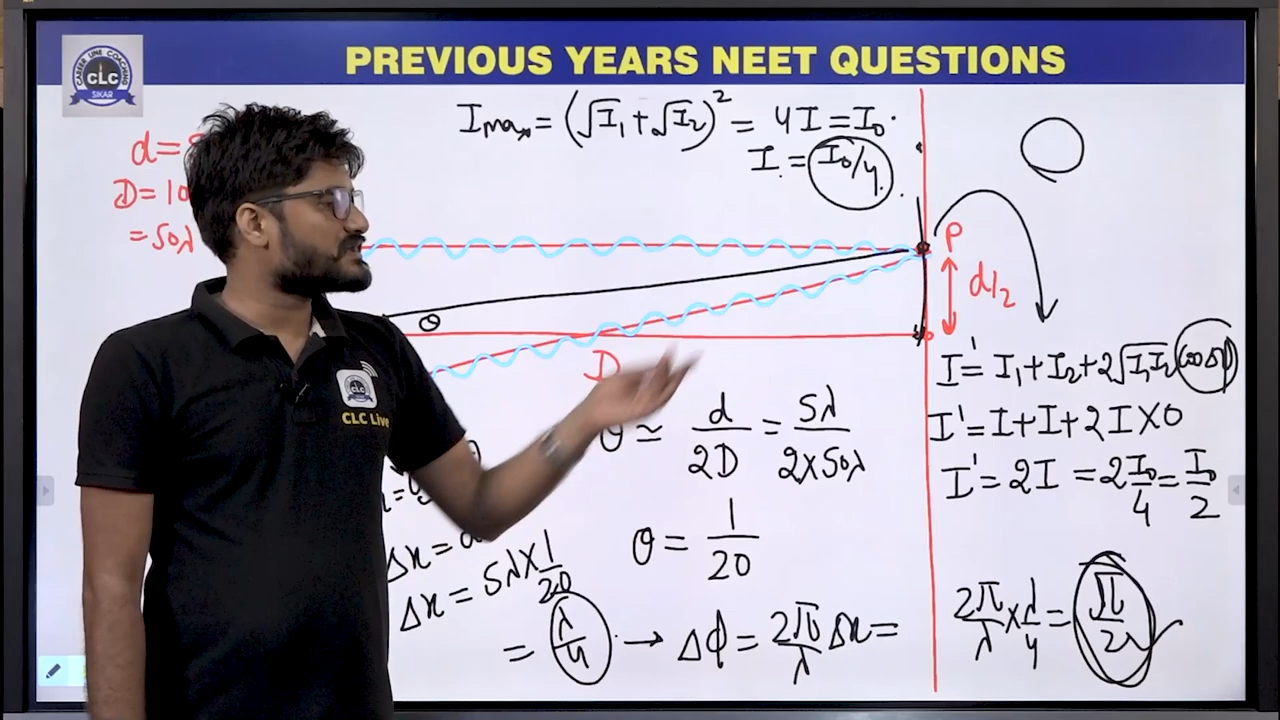 PREVIOUS YEARS NEET QUESTIONS
CAREER LINE COACHING
CLC
SIKAR
Imax = (√I₁ + √I₂)² = 4I = I₀
I = I₀/4
d =
D = 10
= 50λ
P
d/2
θ
D
I' = I₁ + I₂ + 2√I₁I₂ cosΔφ
I' = I + I + 2I × 0
I' = 2I = 2I₀/4 = I₀/2
θ ≃ d/2D = 5λ/2×50λ
θ = 1/20
Δx = d
Δx = 5λ × 1/20
= λ/4 → Δφ = 2π/λ Δx =
2π/λ × λ/4 = π/2
CLC
CLC Live